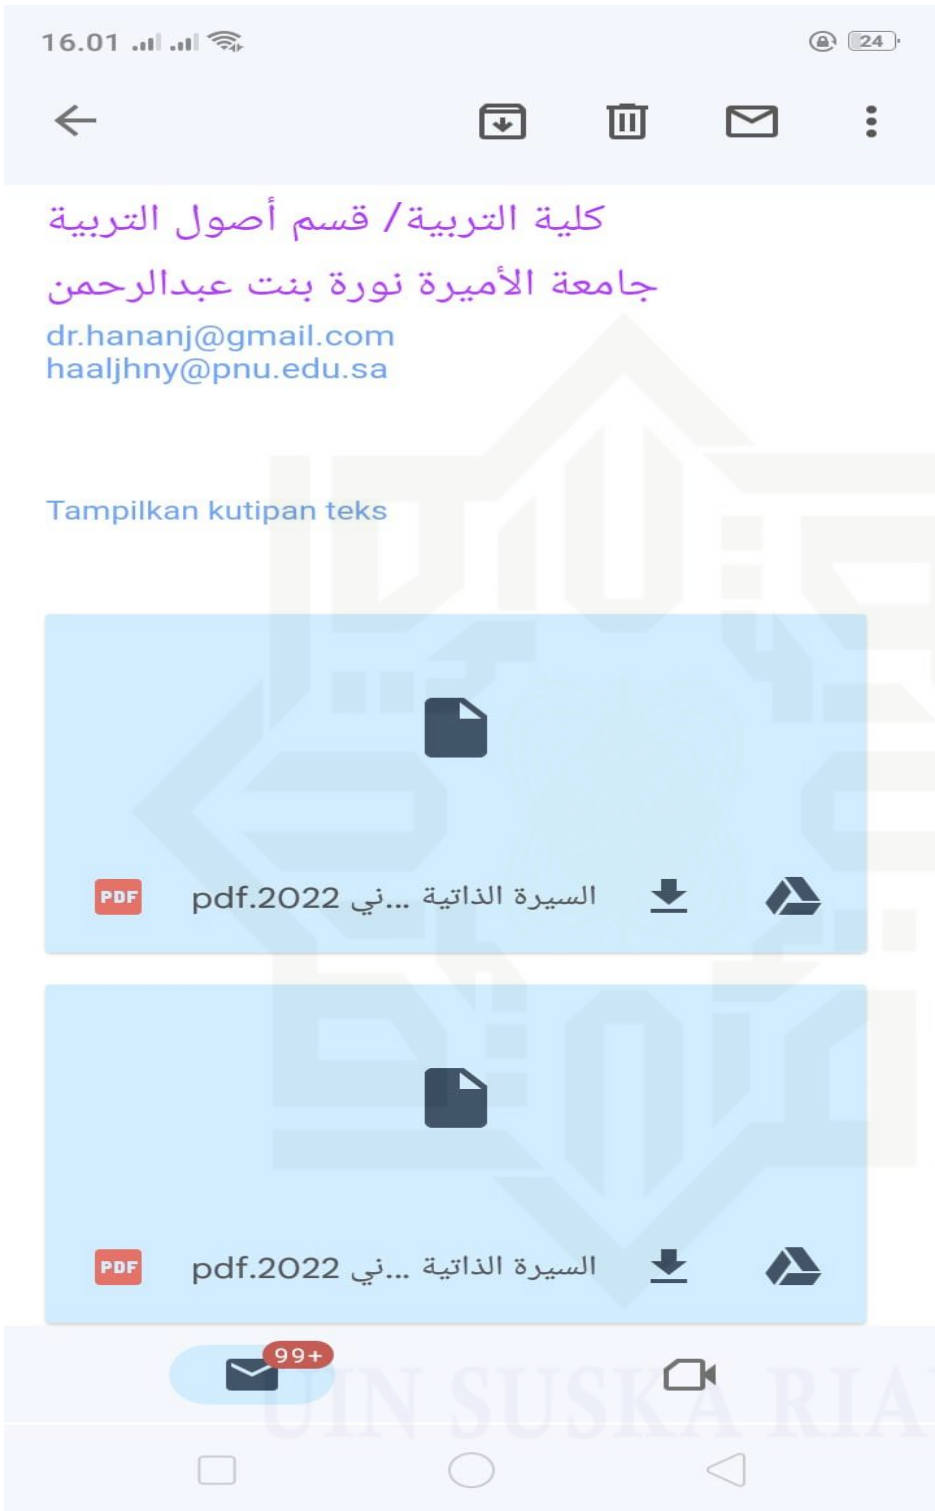 16.01
24
كلية التربية/ قسم أصول التربية
جامعة الأميرة نورة بنت عبدالرحمن
dr.hananj@gmail.com
haaljhny@pnu.edu.sa
Tampilkan kutipan teks
PDF
السيرة الذاتية ...ني 2022.pdf
PDF
السيرة الذاتية ...ني 2022.pdf
99+
UIN SUSKA RIA